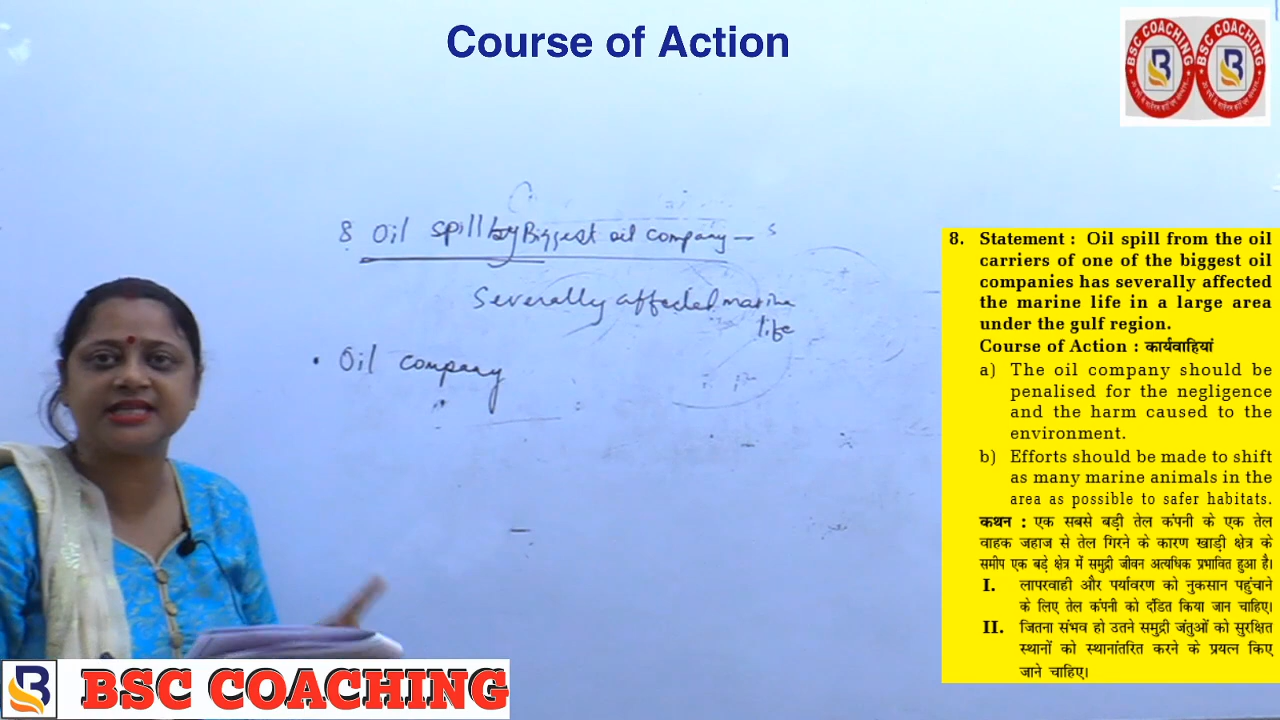 Course of Action
BSC COACHING
BSC COACHING
8 Oil spill by Biggest oil company –
Severally affected marine
life
• Oil company
8. Statement : Oil spill from the oil
carriers of one of the biggest oil
companies has severally affected
the marine life in a large area
under the gulf region.
Course of Action : कार्यवाहियां
a) The oil company should be
penalised for the negligence
and the harm caused to the
environment.
b) Efforts should be made to shift
as many marine animals in the
area as possible to safer habitats.
कथन : एक सबसे बड़ी तेल कंपनी के एक तेल
वाहक जहाज से तेल गिरने के कारण खाड़ी क्षेत्र के
समीप एक बड़े क्षेत्र में समुद्री जीवन अत्यधिक प्रभावित हुआ है।
I. लापरवाही और पर्यावरण को नुकसान पहुंचाने
के लिए तेल कंपनी को दंडित किया जान चाहिए।
II. जितना संभव हो उतने समुद्री जंतुओं को सुरक्षित
स्थानों को स्थानांतरित करने के प्रयत्न किए
जाने चाहिए।
BSC COACHING